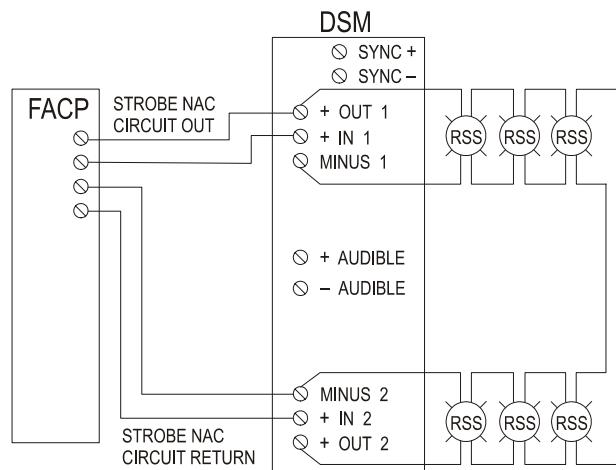 DSM
SYNC +
SYNC –
FACP
STROBE NAC
CIRCUIT OUT
+ OUT 1
+ IN 1
MINUS 1
RSS RSS RSS
+ AUDIBLE
– AUDIBLE
MINUS 2
+ IN 2
+ OUT 2
RSS RSS RSS
STROBE NAC
CIRCUIT RETURN